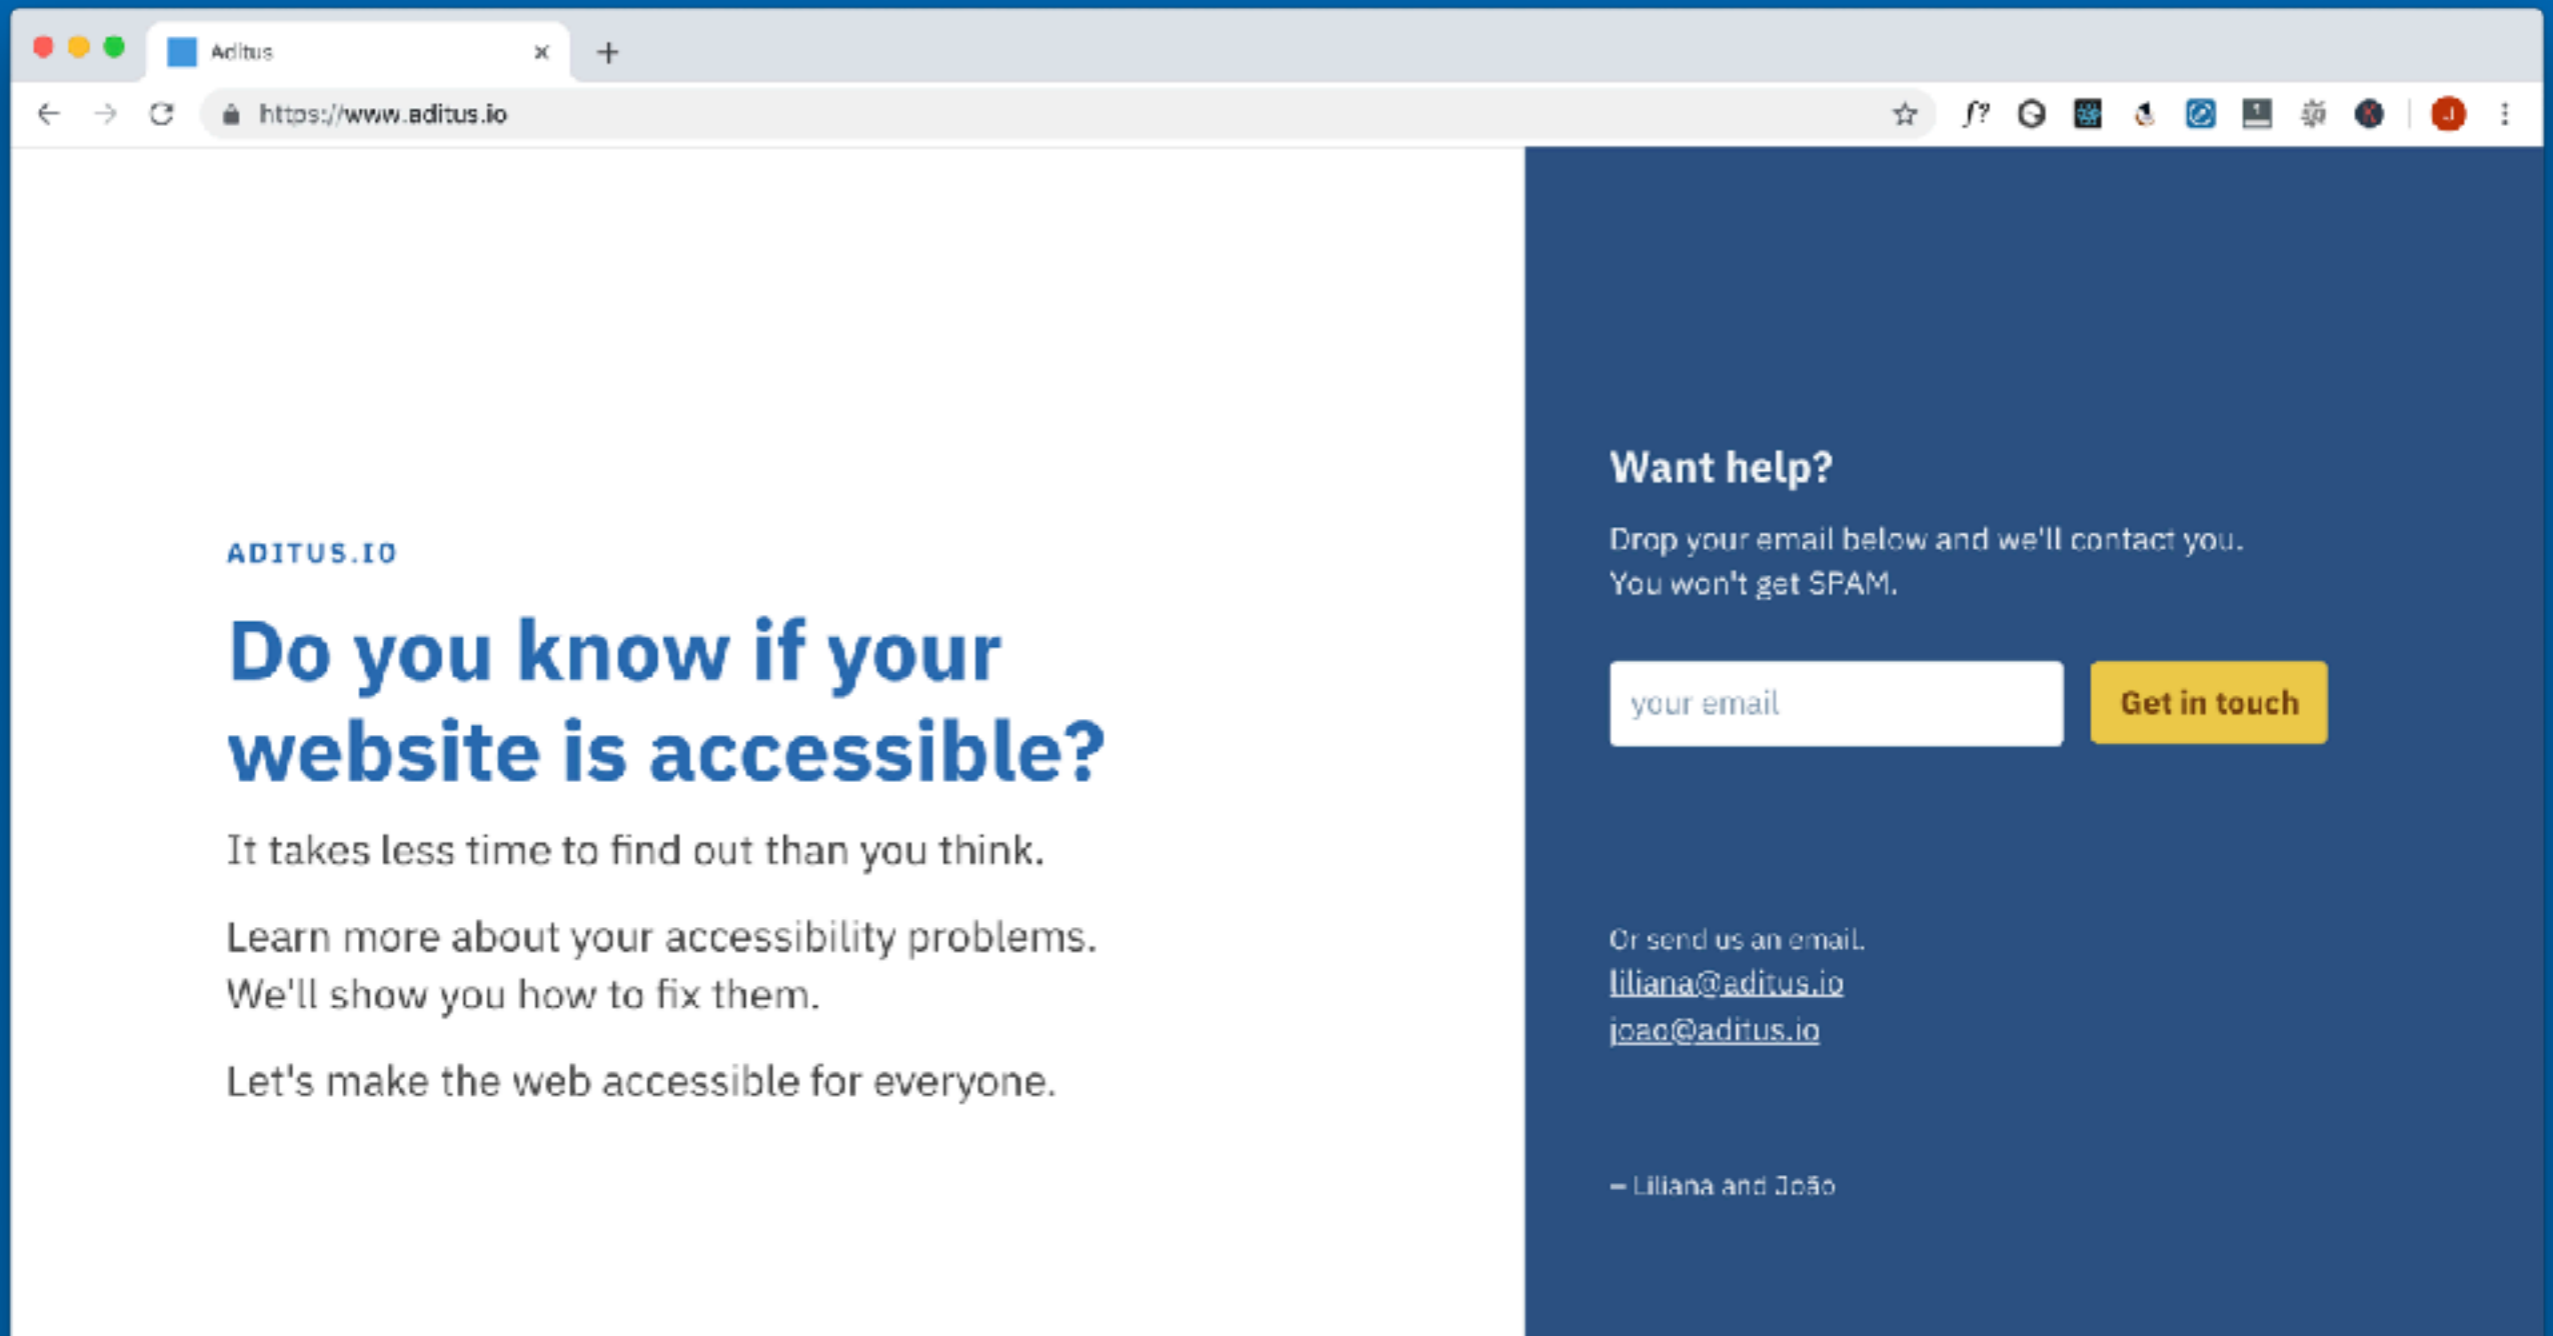 Aditus
https://www.aditus.io
f?
J
ADITUS.IO
Do you know if your
website is accessible?
It takes less time to find out than you think.
Learn more about your accessibility problems.
We'll show you how to fix them.
Let's make the web accessible for everyone.
Want help?
Drop your email below and we'll contact you.
You won't get SPAM.
your email
Get in touch
Or send us an email.
liliana@aditus.io
joao@aditus.io
– Liliana and João